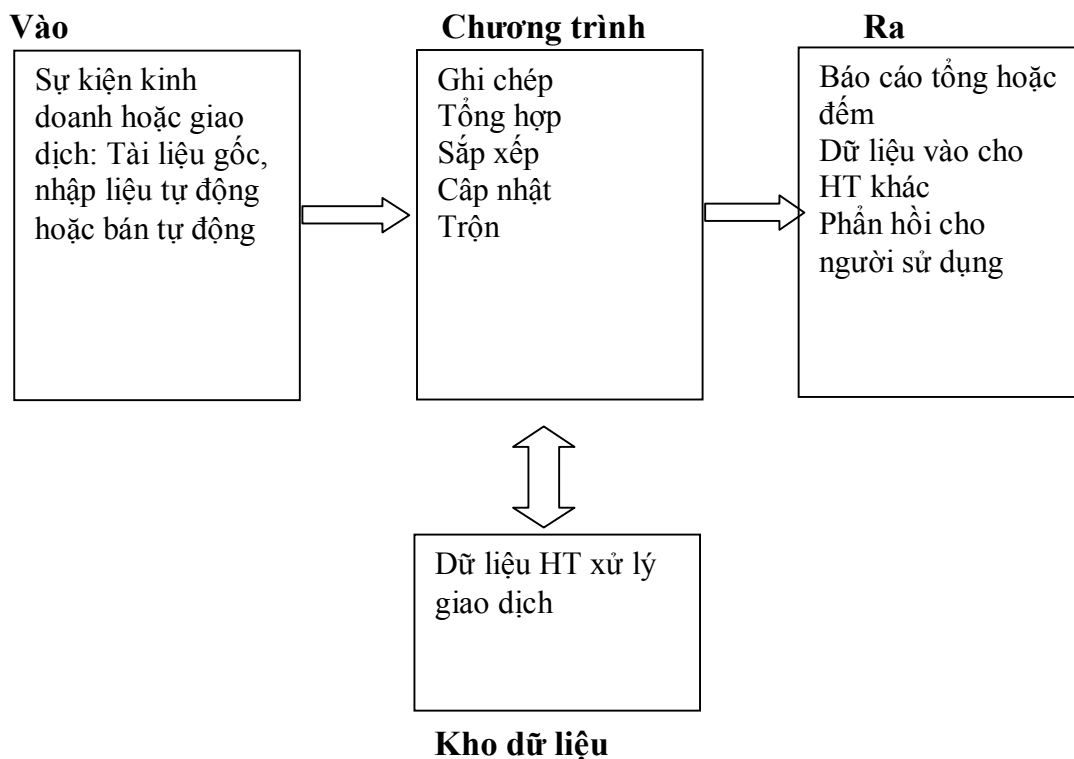 Vào
Sự kiện kinh
doanh hoặc giao
dịch: Tài liệu gốc,
nhập liệu tự động
hoặc bán tự động
Chương trình
Ghi chép
Tổng hợp
Sắp xếp
Câp nhật
Trộn
Ra
Báo cáo tổng hoặc
đếm
Dữ liệu vào cho
HT khác
Phẩn hồi cho
người sử dụng
Dữ liệu HT xử lý
giao dịch
Kho dữ liệu